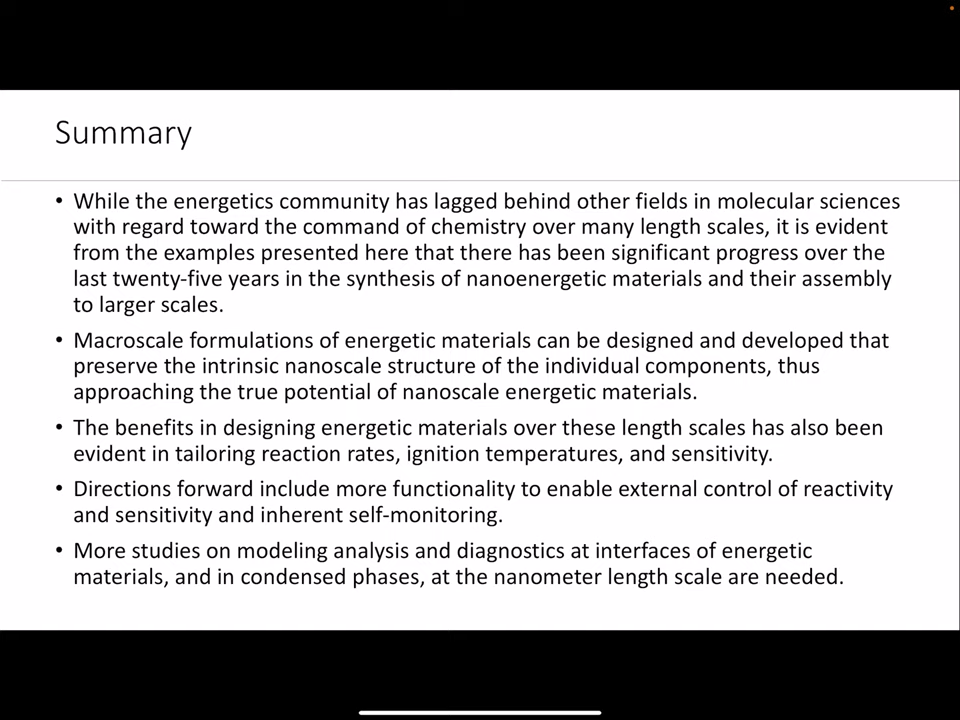 Summary
• While the energetics community has lagged behind other fields in molecular sciences
with regard toward the command of chemistry over many length scales, it is evident
from the examples presented here that there has been significant progress over the
last twenty-five years in the synthesis of nanoenergetic materials and their assembly
to larger scales.
• Macroscale formulations of energetic materials can be designed and developed that
preserve the intrinsic nanoscale structure of the individual components, thus
approaching the true potential of nanoscale energetic materials.
• The benefits in designing energetic materials over these length scales has also been
evident in tailoring reaction rates, ignition temperatures, and sensitivity.
• Directions forward include more functionality to enable external control of reactivity
and sensitivity and inherent self-monitoring.
• More studies on modeling analysis and diagnostics at interfaces of energetic
materials, and in condensed phases, at the nanometer length scale are needed.